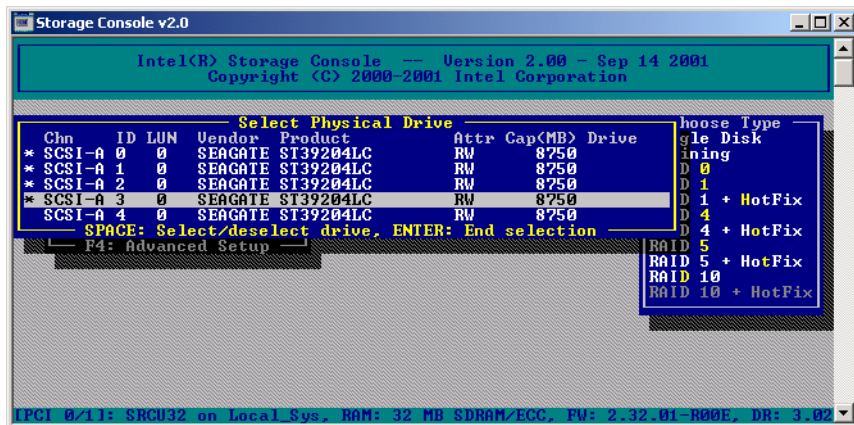 Storage Console v2.0
Intel(R) Storage Console -- Version 2.00 - Sep 14 2001
Copyright (C) 2000-2001 Intel Corporation
Select Physical Drive
Chn ID LUN Vendor Product Attr Cap(MB) Drive
* SCSI-A 0 0 SEAGATE ST39204LC RW 8750
* SCSI-A 1 0 SEAGATE ST39204LC RW 8750
* SCSI-A 2 0 SEAGATE ST39204LC RW 8750
* SCSI-A 3 0 SEAGATE ST39204LC RW 8750
SCSI-A 4 0 SEAGATE ST39204LC RW 8750
SPACE: Select/deselect drive, ENTER: End selection
F4: Advanced Setup
hoose Type
gle Disk
ining
D 0
D 1
D 1 + HotFix
D 4
D 4 + HotFix
RAID 5
RAID 5 + HotFix
RAID 10
RAID 10 + HotFix
[PCI 0/1]: SRCU32 on Local_Sys, RAM: 32 MB SDRAM/ECC, FW: 2.32.01-R00E, DR: 3.02